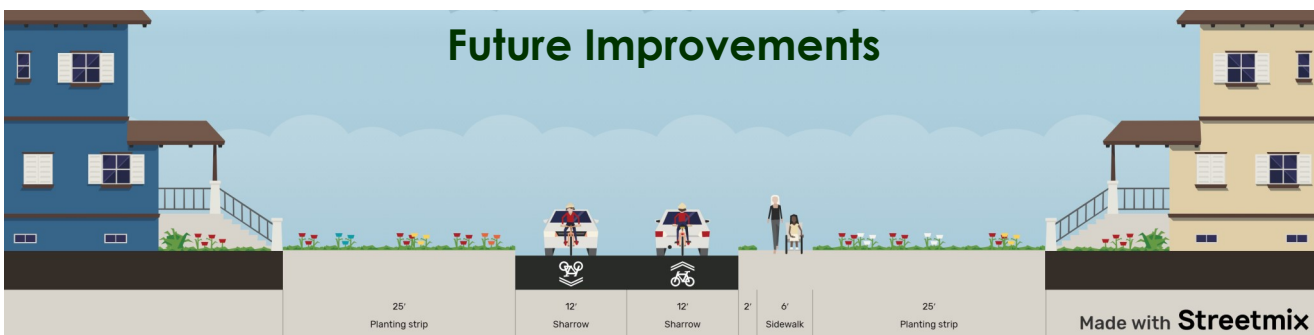 Future Improvements
25' 12' 12' 2' 6' 25'
Planting strip Sharrow Sharrow Sidewalk Planting strip
Made with Streetmix